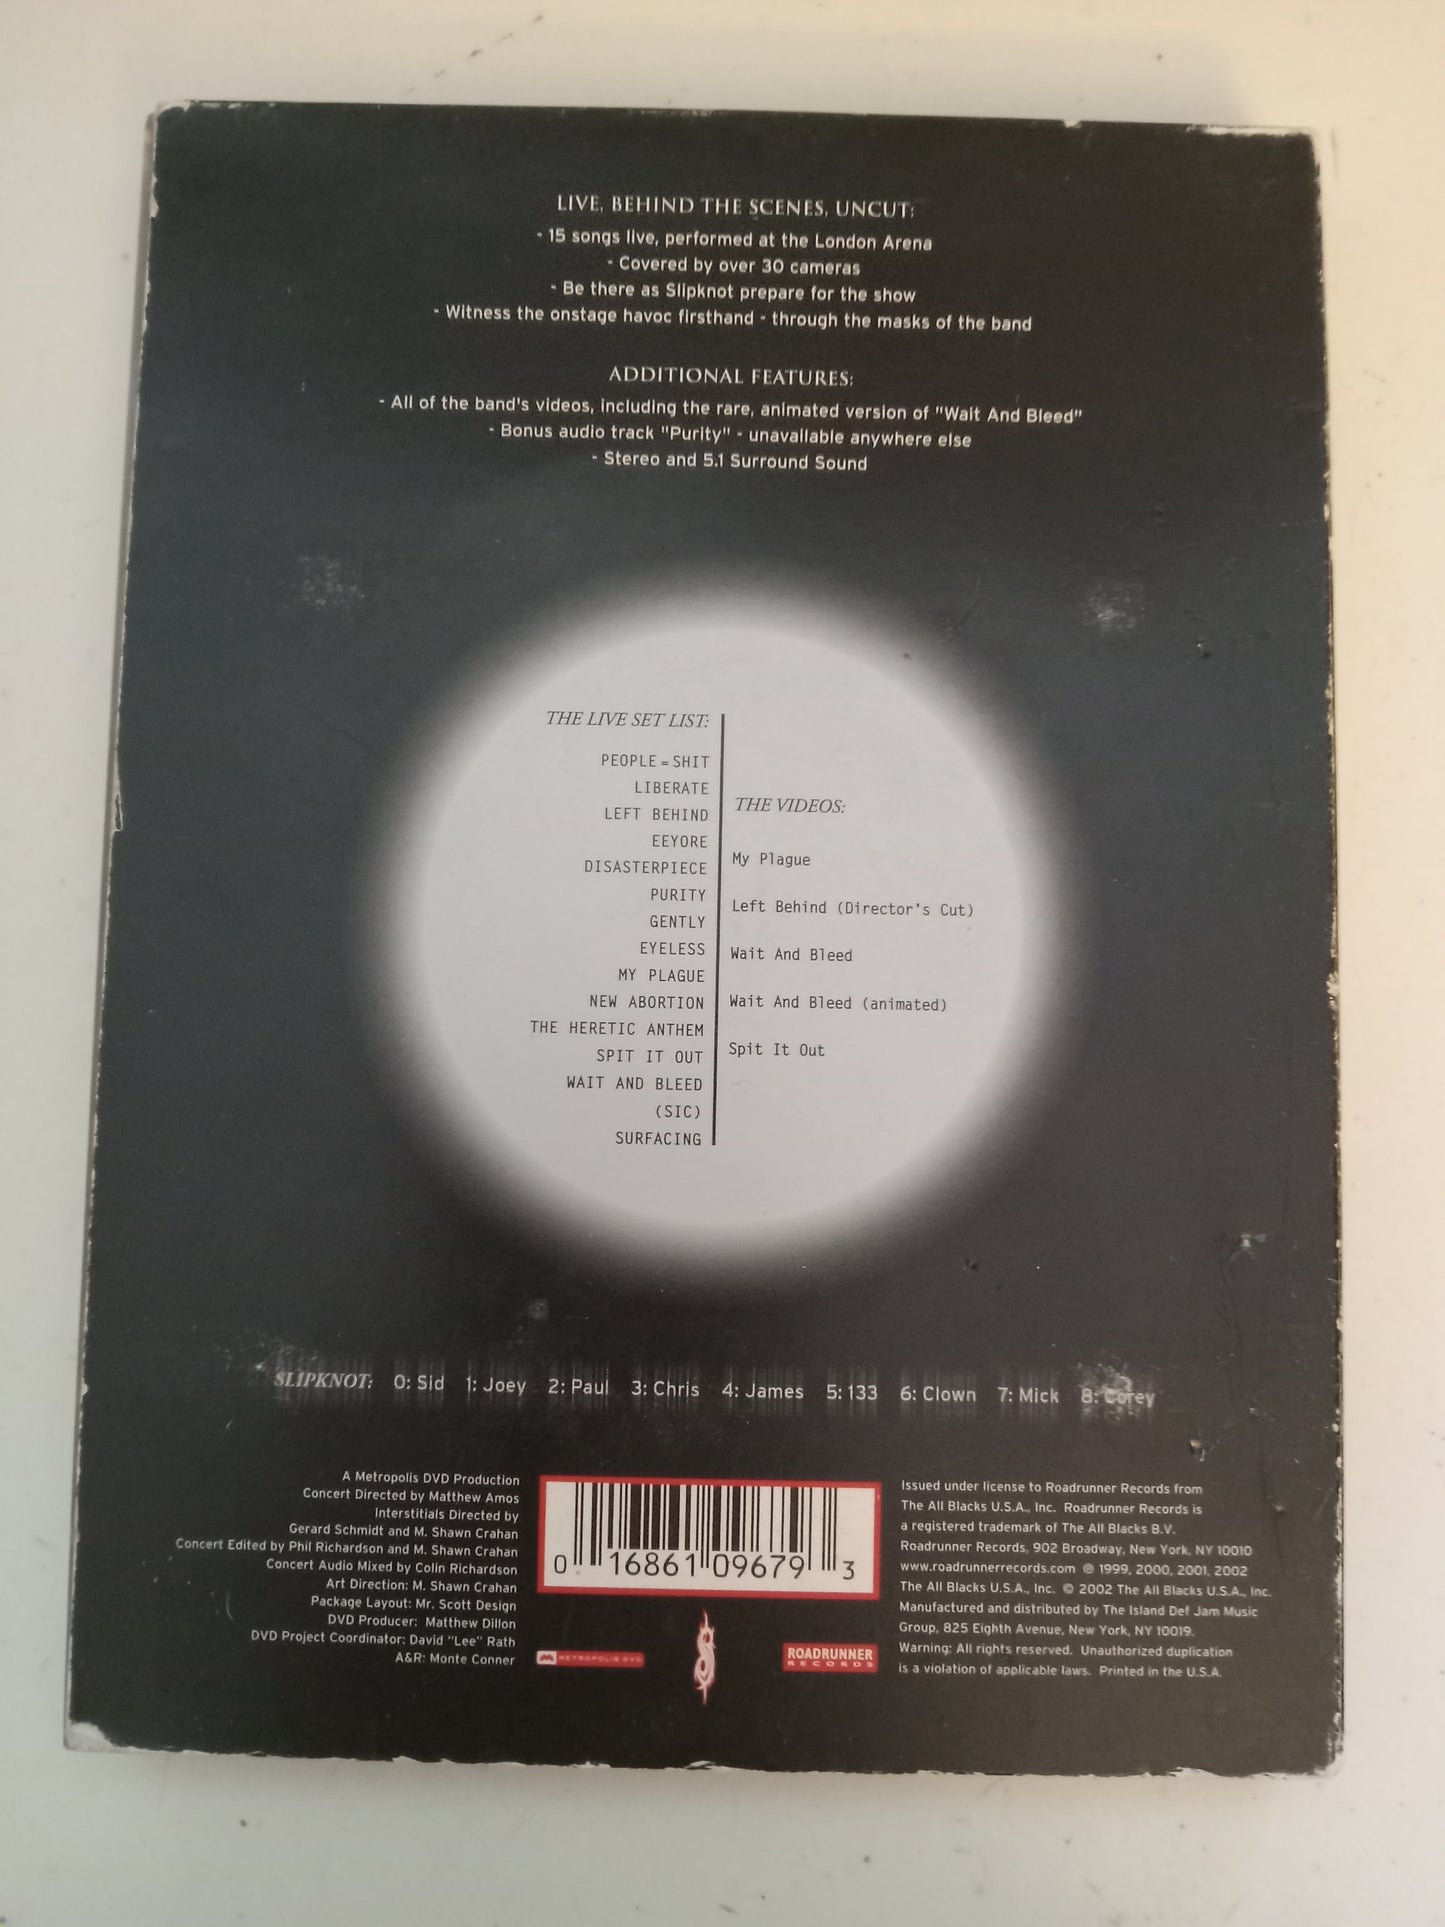 LIVE, BEHIND THE SCENES, UNCUT:
- 15 songs live, performed at the London Arena
- Covered by over 30 cameras
- Be there as Slipknot prepare for the show
- Witness the onstage havoc firsthand - through the masks of the band
ADDITIONAL FEATURES:
- All of the band's videos, including the rare, animated version of "Wait And Bleed"
- Bonus audio track "Purity" - unavailable anywhere else
- Stereo and 5.1 Surround Sound
THE LIVE SET LIST:
PEOPLE = SHIT
LIBERATE
LEFT BEHIND
EEYORE
DISASTERPIECE
PURITY
GENTLY
EYELESS
MY PLAGUE
NEW ABORTION
THE HERETIC ANTHEM
SPIT IT OUT
WAIT AND BLEED
(SIC)
SURFACING
THE VIDEOS:
My Plague
Left Behind (Director's Cut)
Wait And Bleed
Wait And Bleed (animated)
Spit It Out
SLIPKNOT: 0: Sid 1: Joey 2: Paul 3: Chris 4: James 5: 133 6: Clown 7: Mick 8: Corey
A Metropolis DVD Production
Concert Directed by Matthew Amos
Interstitials Directed by
Gerard Schmidt and M. Shawn Crahan
Concert Edited by Phil Richardson and M. Shawn Crahan
Concert Audio Mixed by Colin Richardson
Art Direction: M. Shawn Crahan
Package Layout: Mr. Scott Design
DVD Producer: Matthew Dillon
DVD Project Coordinator: David "Lee" Rath
A&R: Monte Conner
0 16861 09679 3
METROPOLIS DVD
S
ROADRUNNER
RECORDS
Issued under license to Roadrunner Records from
The All Blacks U.S.A., Inc. Roadrunner Records is
a registered trademark of The All Blacks B.V.
Roadrunner Records, 902 Broadway, New York, NY 10010
www.roadrunnerrecords.com ℗ 1999, 2000, 2001, 2002
The All Blacks U.S.A., Inc. © 2002 The All Blacks U.S.A., Inc.
Manufactured and distributed by The Island Def Jam Music
Group, 825 Eighth Avenue, New York, NY 10019.
Warning: All rights reserved. Unauthorized duplication
is a violation of applicable laws. Printed in the U.S.A.